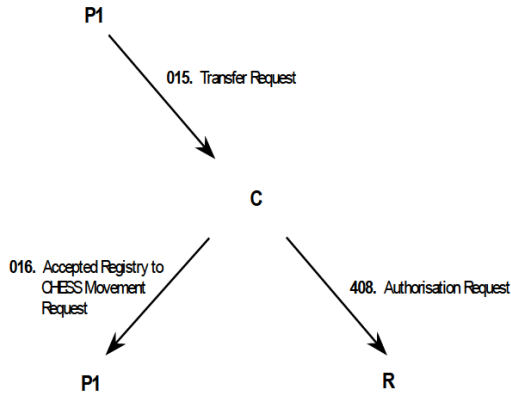 P1
015. Transfer Request
C
016. Accepted Registry to
CHESS Movement
Request
408. Authorisation Request
P1
R